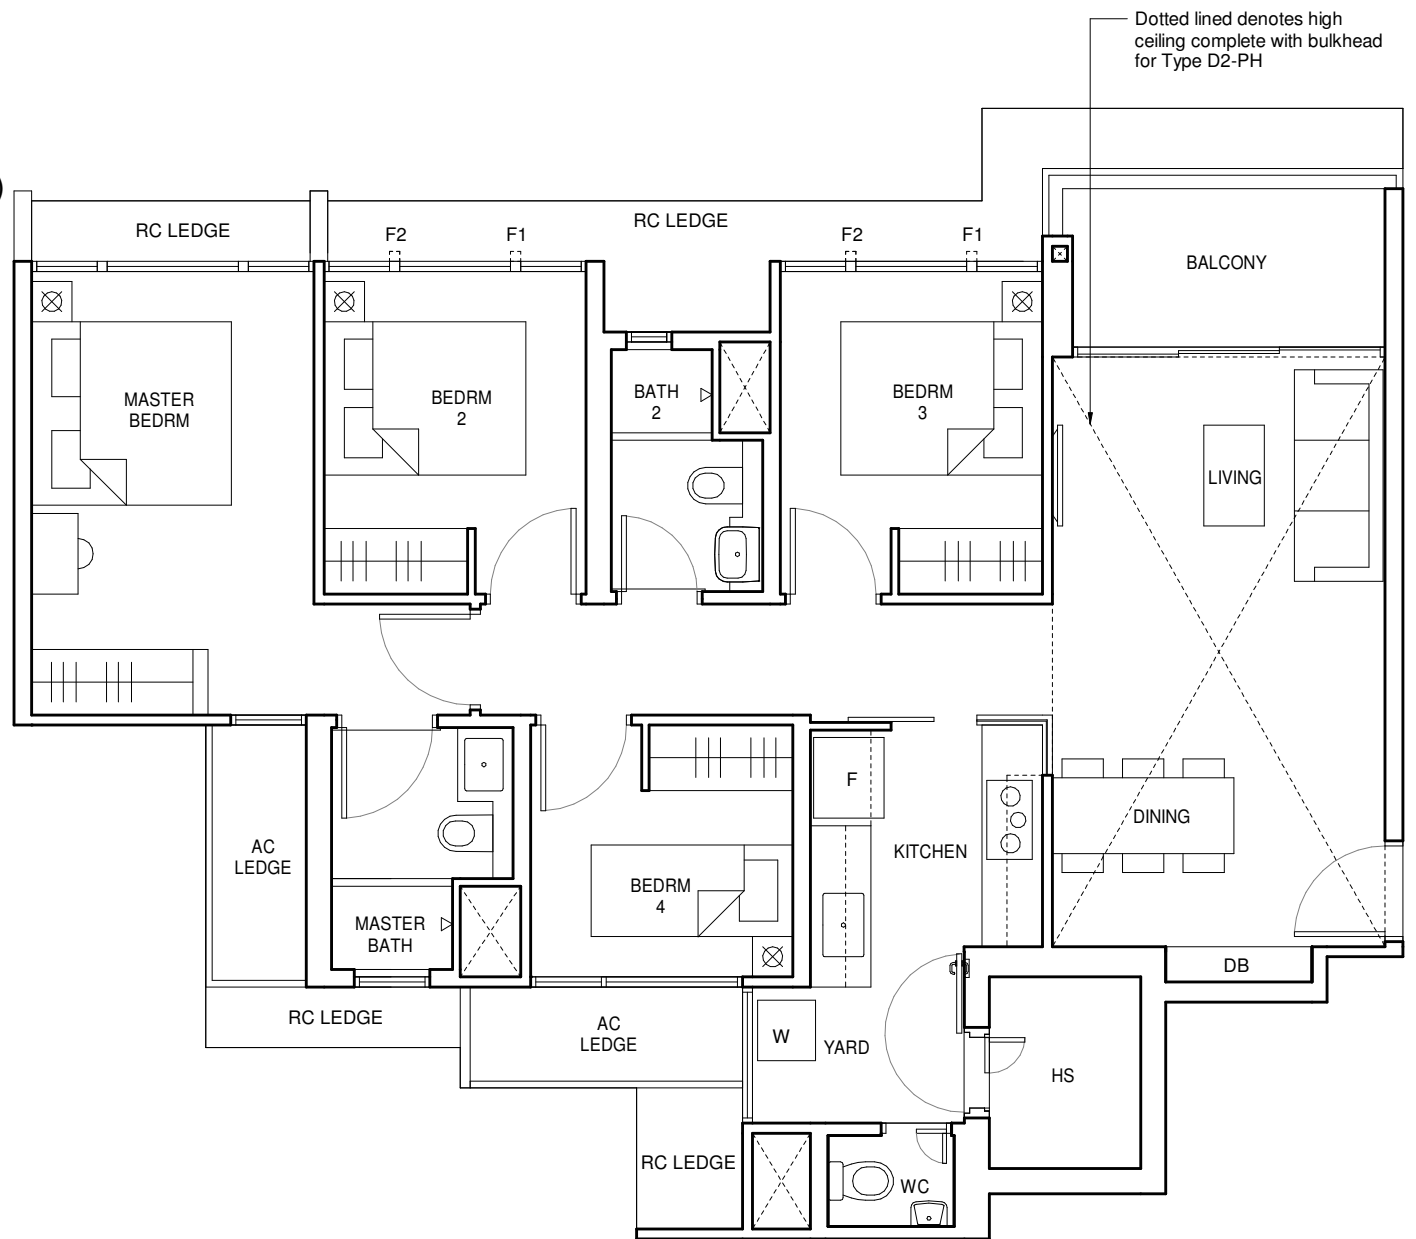 Dotted lined denotes high
ceiling complete with bulkhead
for Type D2-PH
RC LEDGE
RC LEDGE
F2
F1
F2
F1
BALCONY
MASTER
BEDRM
BEDRM
2
BATH
2
BEDRM
3
LIVING
F
DINING
KITCHEN
AC
LEDGE
BEDRM
4
MASTER
BATH
DB
RC LEDGE
AC
LEDGE
W
YARD
HS
RC LEDGE
WC